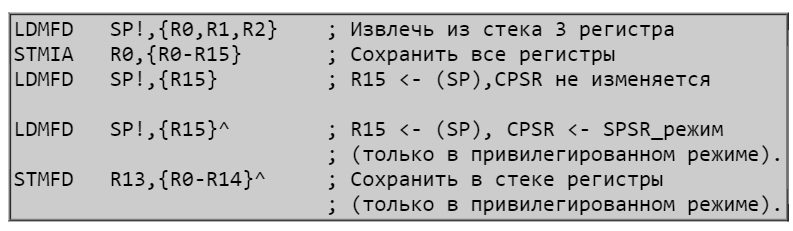 LDMFD SP!,{R0,R1,R2} ; Извлечь из стека 3 регистра
STMIA R0,{R0-R15} ; Сохранить все регистры
LDMFD SP!,{R15} ; R15 <- (SP),CPSR не изменяется
LDMFD SP!,{R15}^ ; R15 <- (SP), CPSR <- SPSR_режим
; (только в привилегированном режиме).
STMFD R13,{R0-R14}^ ; Сохранить в стеке регистры
; (только в привилегированном режиме).